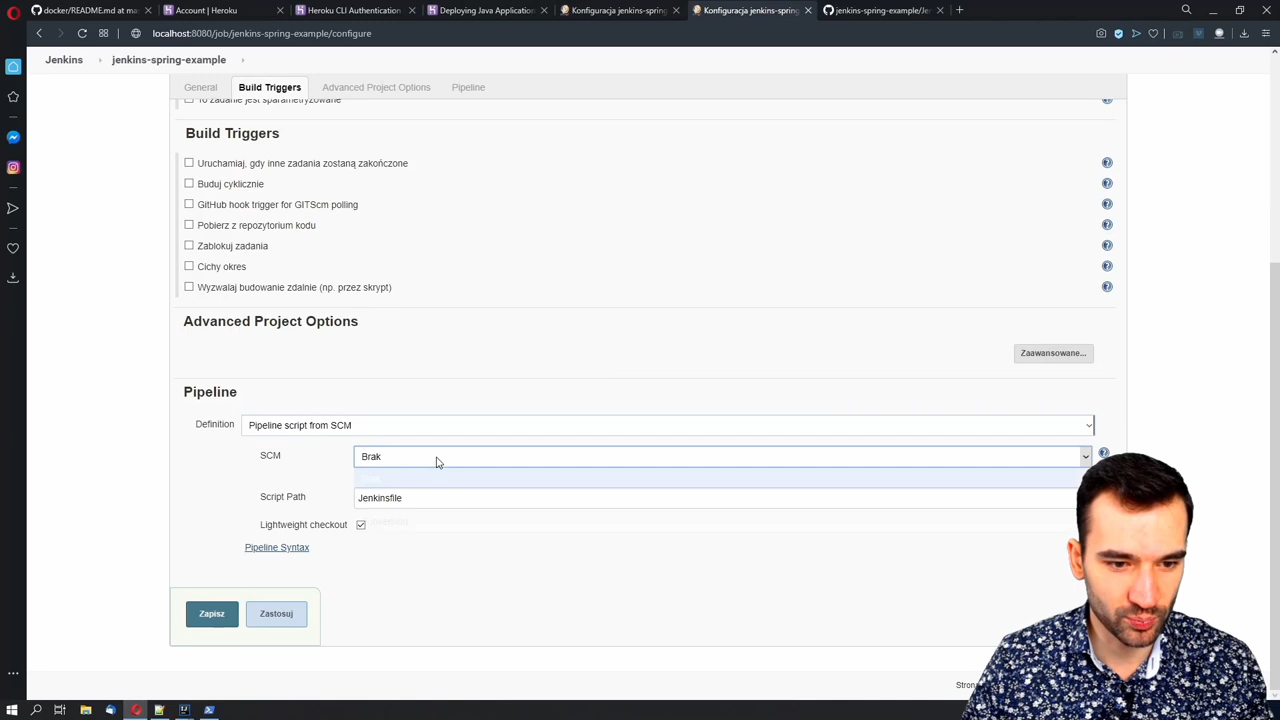 docker/README.md at ma
Account | Heroku
Heroku CLI Authentication
Deploying Java Application
Konfiguracja jenkins-spring
Konfiguracja jenkins-spring
jenkins-spring-example/Jen
localhost:8080/job/jenkins-spring-example/configure
Jenkins
jenkins-spring-example
General
Build Triggers
Advanced Project Options
Pipeline
To zadanie jest sparametryzowane
Build Triggers
Uruchamiaj, gdy inne zadania zostaną zakończone
Buduj cyklicznie
GitHub hook trigger for GITScm polling
Pobierz z repozytorium kodu
Zablokuj zadania
Cichy okres
Wyzwalaj budowanie zdalnie (np. przez skrypt)
Advanced Project Options
Zaawansowane...
Pipeline
Definition
Pipeline script from SCM
SCM
Brak
Script Path
Jenkinsfile
Lightweight checkout
Pipeline Syntax
Zapisz
Zastosuj
Stron